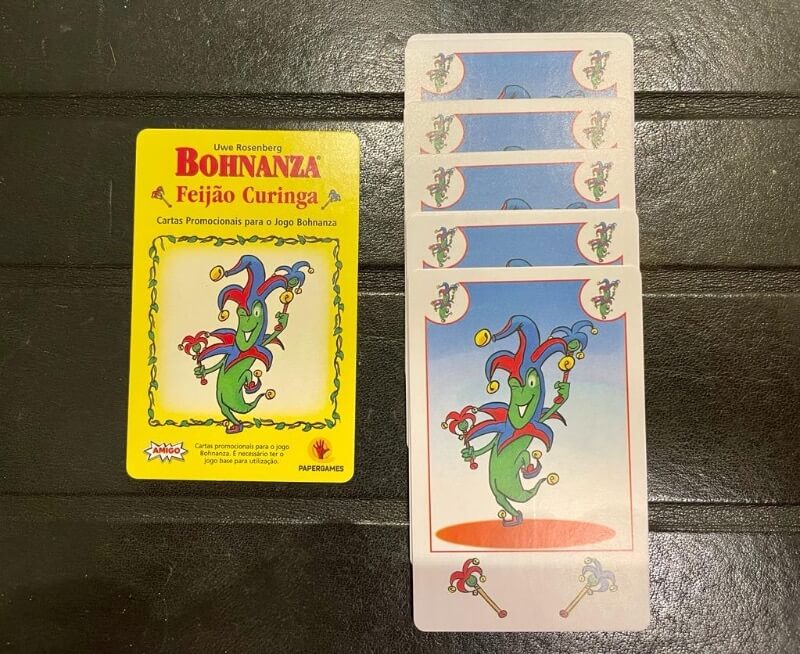 Uwe Rosenberg
BOHNANZA®
Feijão Curinga
Cartas Promocionais para o Jogo Bohnanza
AMIGO
Cartas promocionais para o jogo
Bohnanza. É necessário ter o
jogo base para utilização.
PAPERGAMES